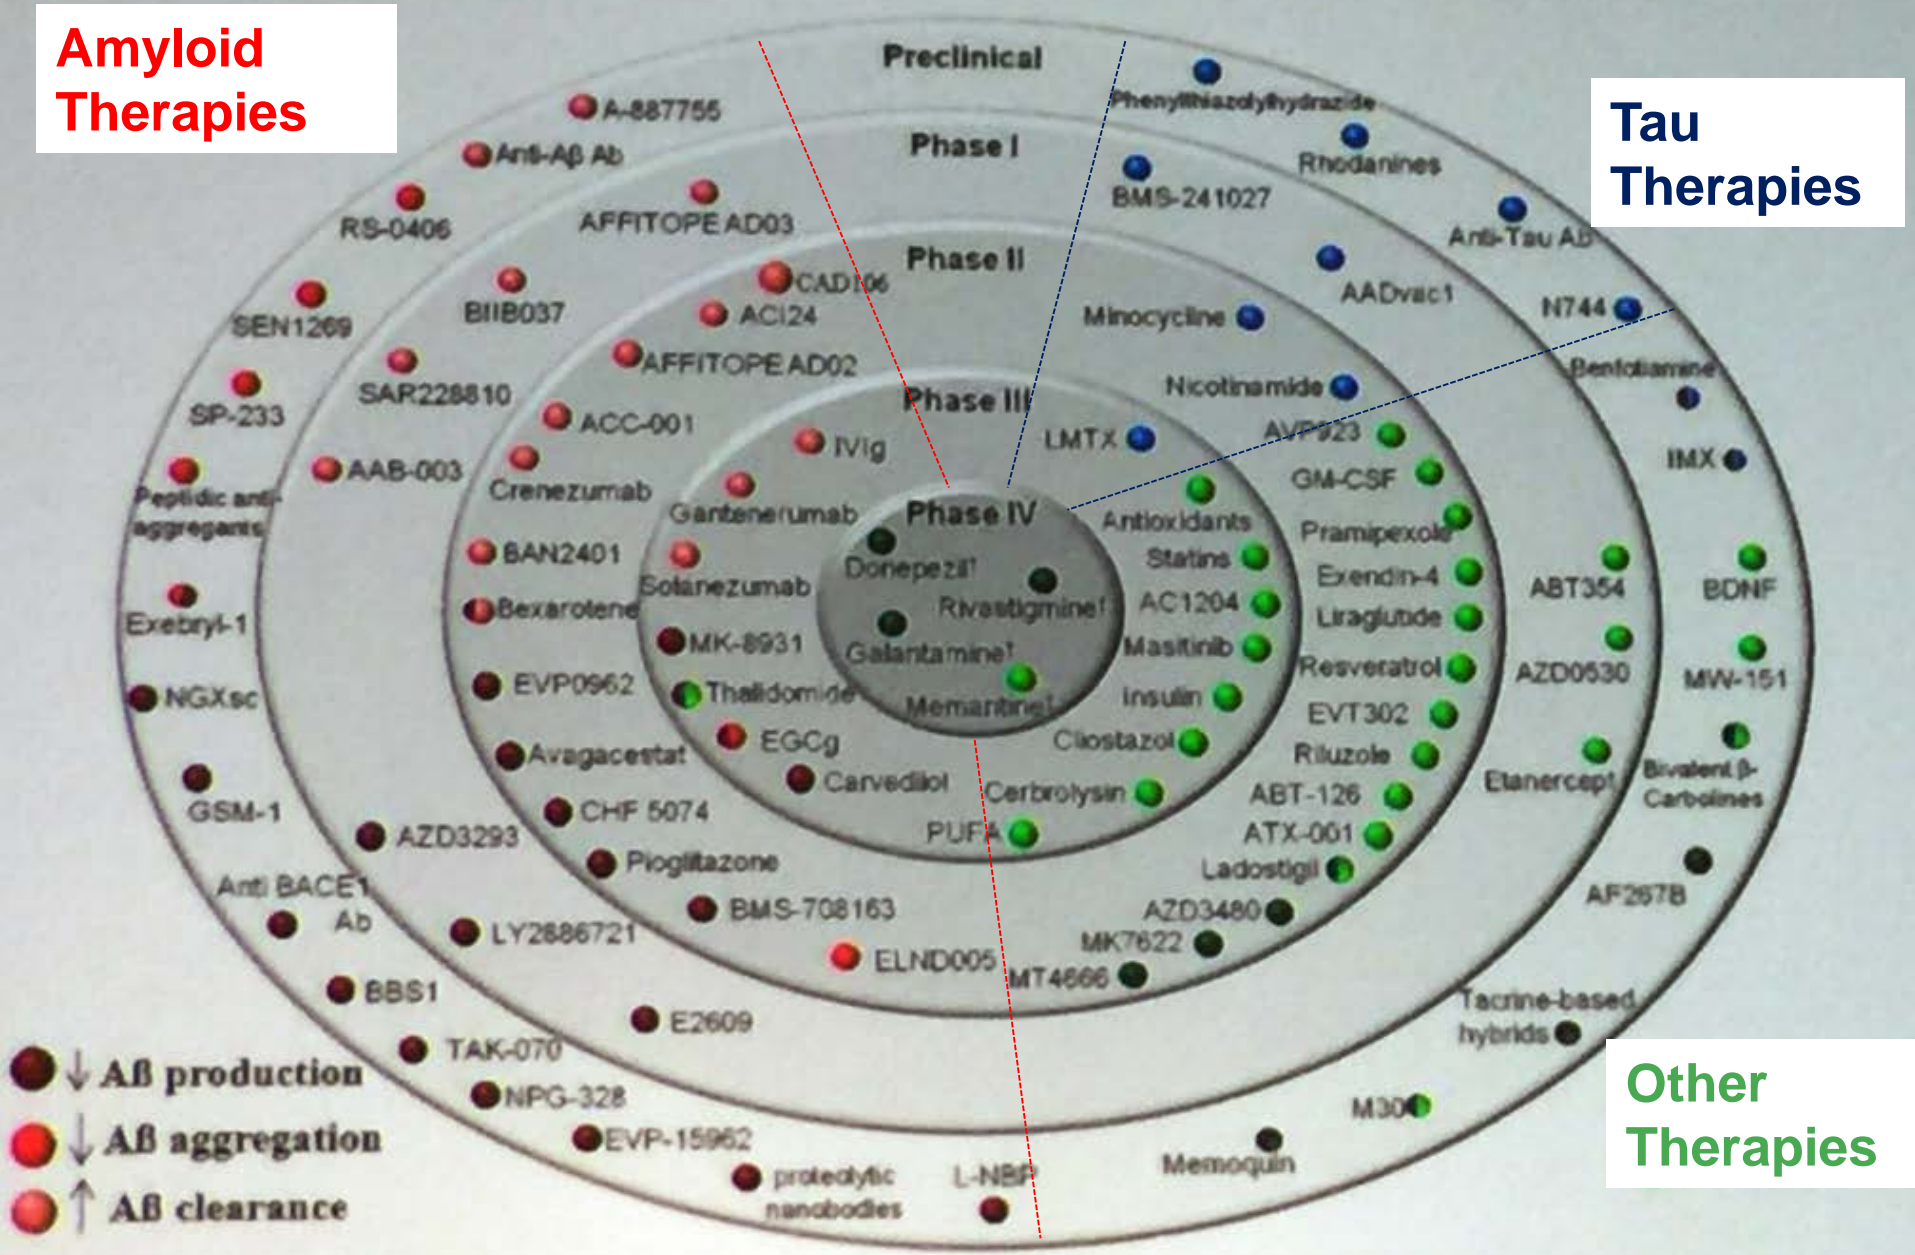 Amyloid
Therapies
Tau
Therapies
Other
Therapies
Preclinical
A-887755
Anti-Aβ Ab
RS-0406
SEN1269
SP-233
Peptidic anti-
aggregants
Exebryl-1
NGXsc
GSM-1
Anti BACE1
Ab
BBS1
TAK-070
NPG-328
EVP-15962
proteolytic
nanobodies
L-NBP
Phenylthiazolylhydrazide
Rhodanines
Anti-Tau Ab
N744
Benfotiamine
IMX
BDNF
MW-151
Bivalent β-
Carbolines
AF267B
Tacrine-based
hybrids
M30
Memoquin
Phase I
AFFITOPE AD03
BIIB037
SAR228810
AAB-003
AZD3293
LY2886721
E2609
BMS-241027
AADvac1
ABT354
AZD0530
Etanercept
Phase II
CAD106
ACI24
AFFITOPE AD02
ACC-001
Crenezumab
BAN2401
Bexarotene
EVP0962
Avagacestat
CHF 5074
Pioglitazone
BMS-708163
ELND005
Minocycline
Nicotinamide
AVP923
GM-CSF
Pramipexole
Exendin-4
Liraglutide
Resveratrol
EVT302
Riluzole
ABT-126
ATX-001
Ladostigil
AZD3480
MK7622
MT4666
Phase III
IVIg
Gantenerumab
Solanezumab
MK-8931
Thalidomide
EGCg
Carvedilol
LMTX
Antioxidants
Statins
AC1204
Masitinib
Insulin
Cliostazol
Cerbrolysin
PUFA
Phase IV
Donepezil†
Rivastigmine†
Galantamine†
Memantine†
↓ Aß production
↓ Aß aggregation
↑ Aß clearance